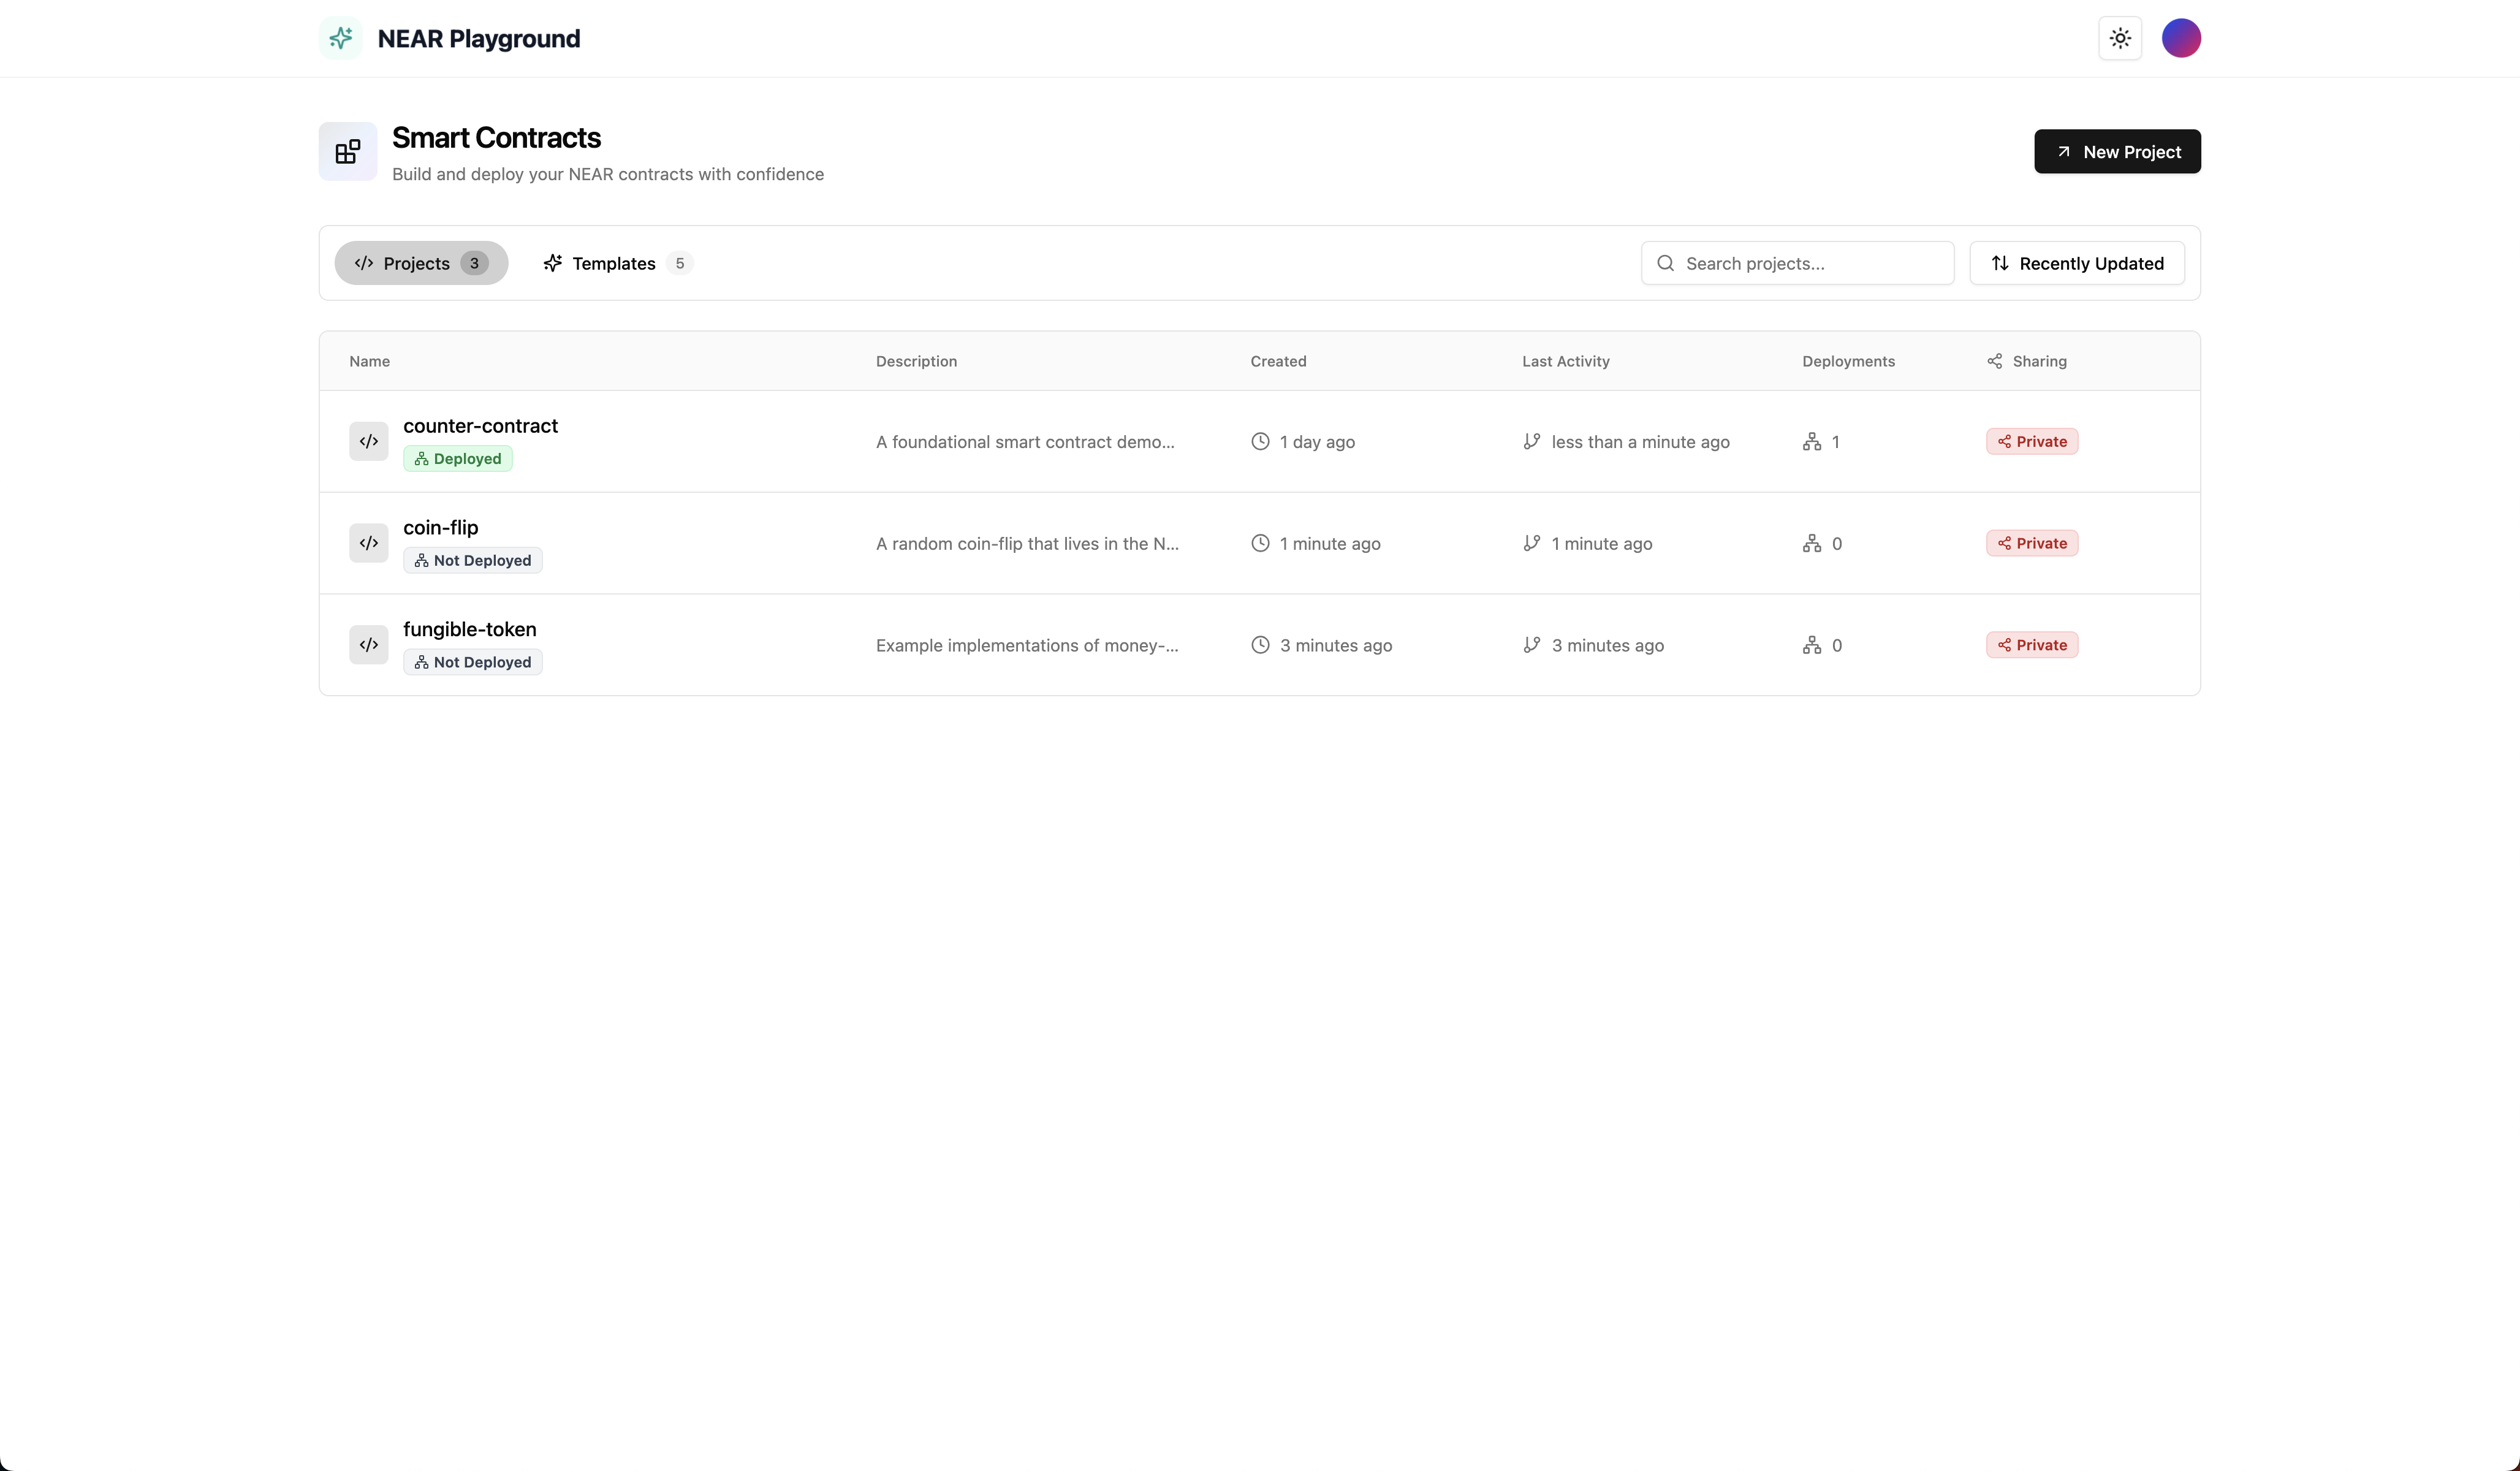 NEAR Playground
Smart Contracts
Build and deploy your NEAR contracts with confidence
New Project
Projects 3 Templates 5 Search projects... Recently Updated
Name Description Created Last Activity Deployments Sharing
counter-contract
Deployed
A foundational smart contract demo... 1 day ago less than a minute ago 1 Private
coin-flip
Not Deployed
A random coin-flip that lives in the N... 1 minute ago 1 minute ago 0 Private
fungible-token
Not Deployed
Example implementations of money-... 3 minutes ago 3 minutes ago 0 Private